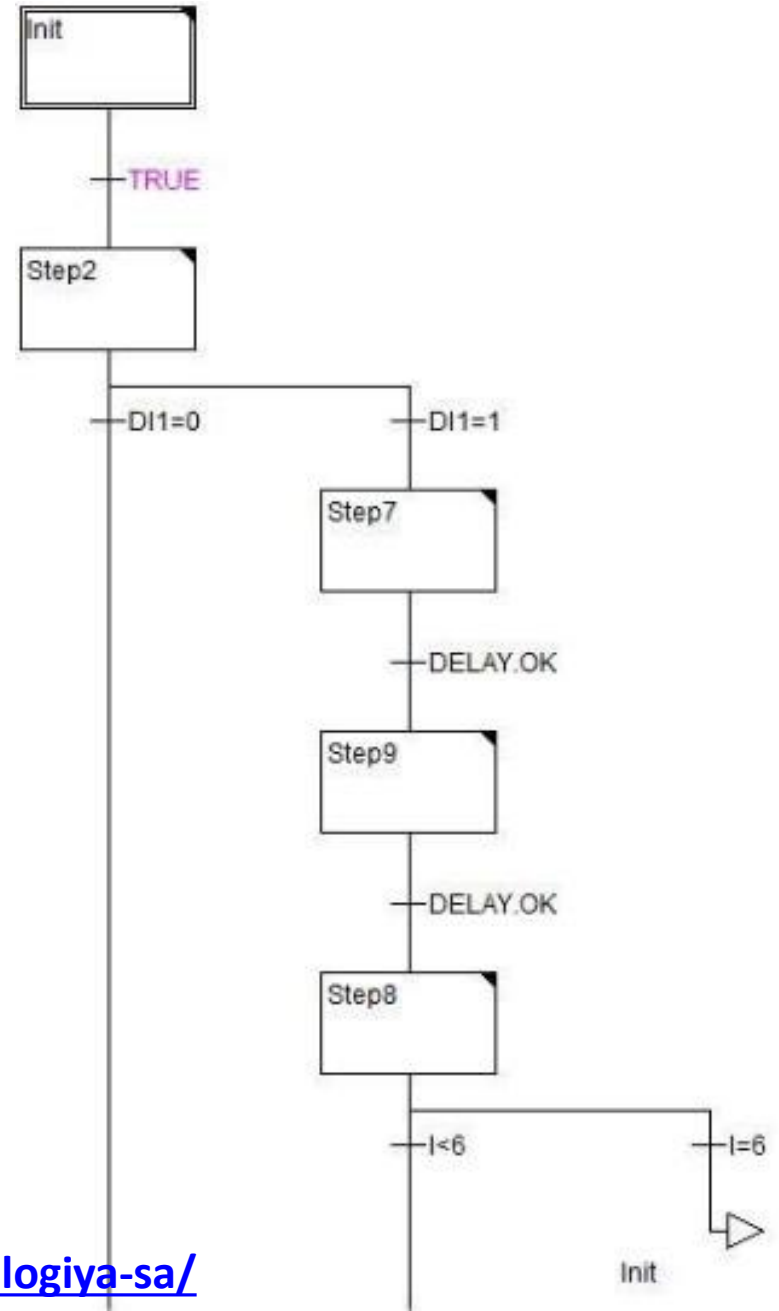 Init
TRUE
Step2
DI1=0
DI1=1
Step7
DELAY.OK
Step9
DELAY.OK
Step8
I<6
I=6
Init
logiya-sa/